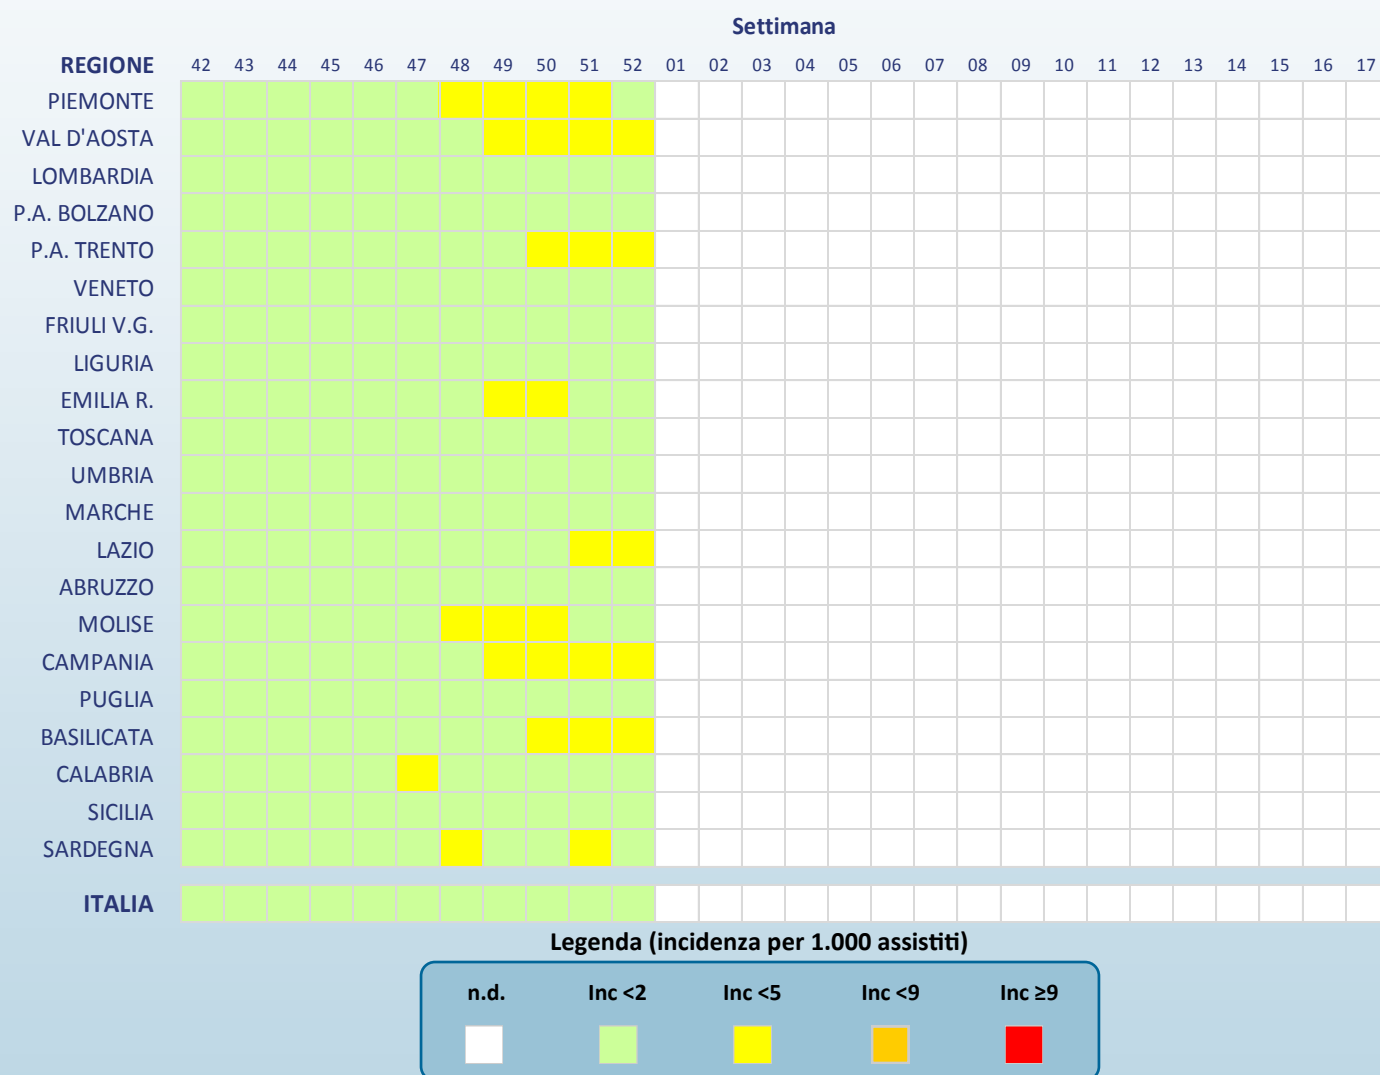 Settimana
REGIONE 42 43 44 45 46 47 48 49 50 51 52 01 02 03 04 05 06 07 08 09 10 11 12 13 14 15 16 17
PIEMONTE
VAL D'AOSTA
LOMBARDIA
P.A. BOLZANO
P.A. TRENTO
VENETO
FRIULI V.G.
LIGURIA
EMILIA R.
TOSCANA
UMBRIA
MARCHE
LAZIO
ABRUZZO
MOLISE
CAMPANIA
PUGLIA
BASILICATA
CALABRIA
SICILIA
SARDEGNA
ITALIA
Legenda (incidenza per 1.000 assistiti)
n.d. Inc <2 Inc <5 Inc <9 Inc ≥9